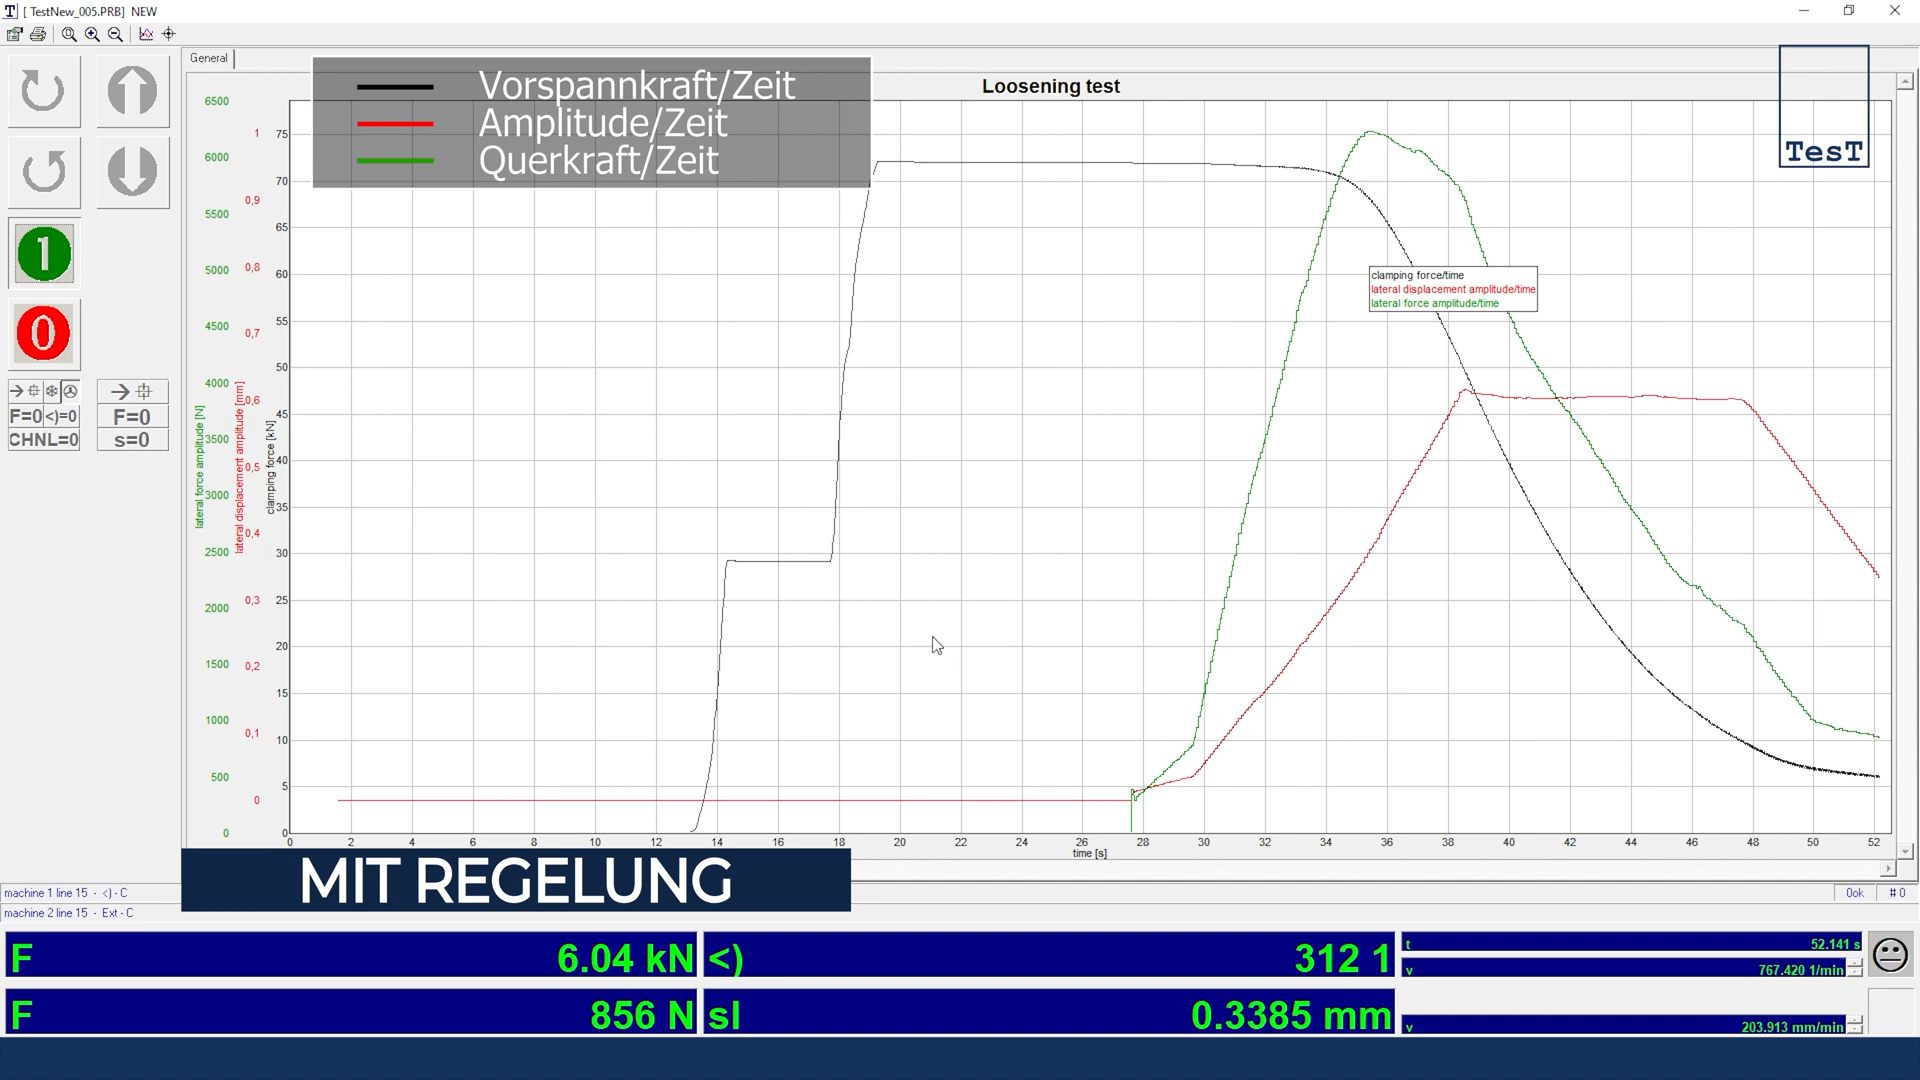 [ TestNew_005.PRB] NEW
General
Vorspannkraft/Zeit
Amplitude/Zeit
Querkraft/Zeit
Loosening test
TesT
6500
6000
5500
5000
4500
4000
3500
3000
2500
2000
1500
1000
500
0
lateral force amplitude [N]
1
0,9
0,8
0,7
0,6
0,5
0,4
0,3
0,2
0,1
0
lateral displacement amplitude [mm]
75
70
65
60
55
50
45
40
35
30
25
20
15
10
5
0
clamping force [kN]
clamping force/time
lateral displacement amplitude/time
lateral force amplitude/time
0 2 4 6 8 10 12 14 16 18 20 22 24 26 28 30 32 34 36 38 40 42 44 46 48 50 52
time [s]
1
0
F=0 <)=0
CHNL=0
F=0
s=0
MIT REGELUNG
machine 1 line 15 - <) - C
0ok # 0
machine 2 line 15 - Ext - C
F 6.04 kN <) 312 1
t 52.141 s
v 767.420 1/min
F 856 N sl 0.3385 mm
v 203.913 mm/min